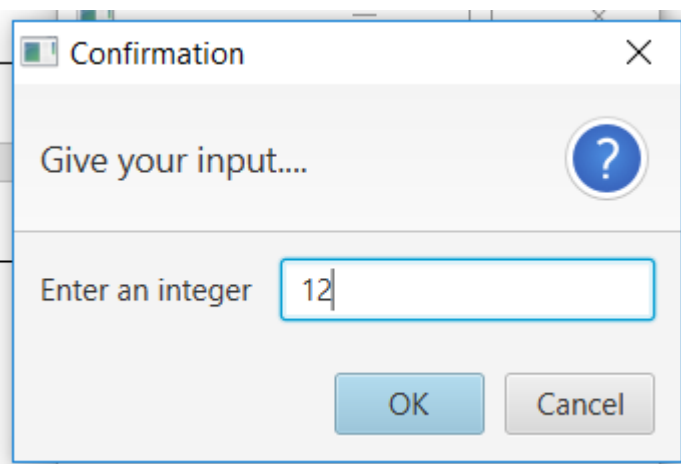 Confirmation
Give your input....
Enter an integer 12
OK Cancel